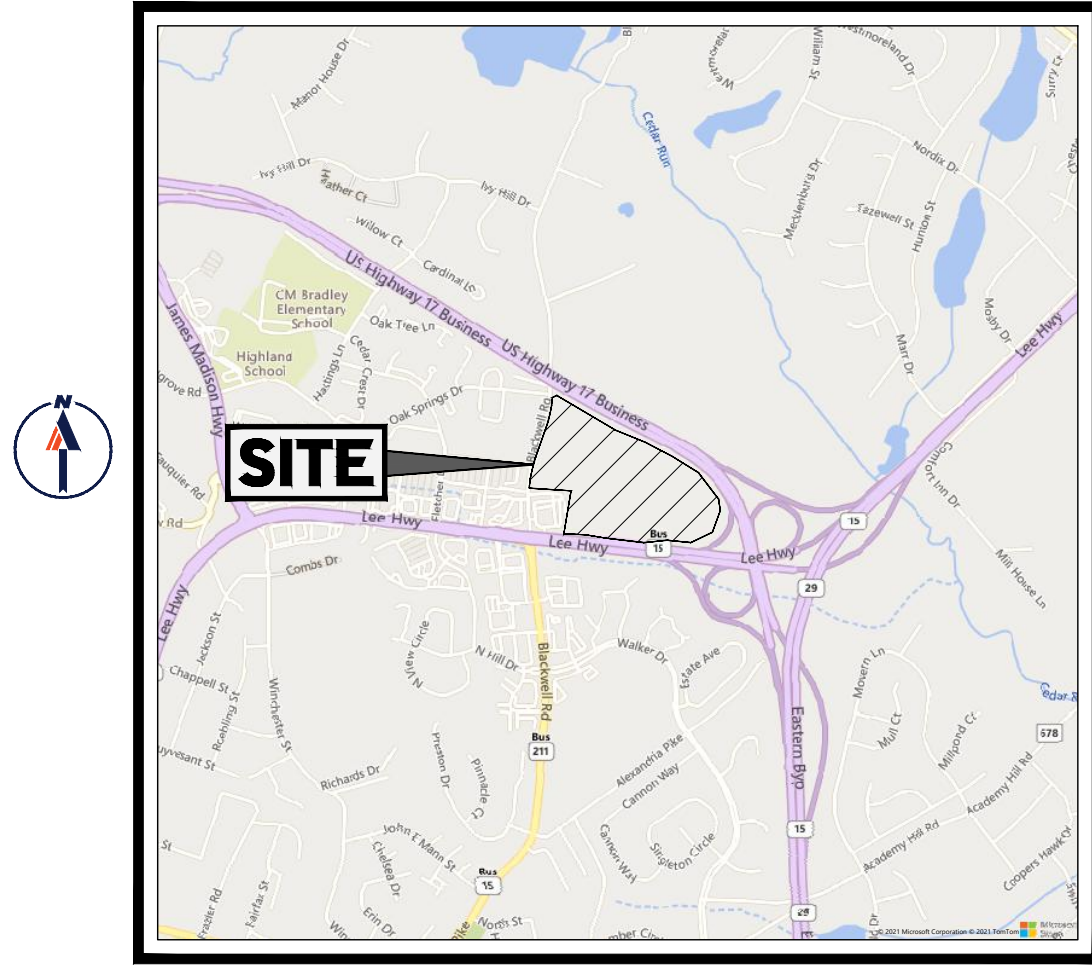 William St
Westmoreland Dr
Surry Ct
Manor House Dr
Cedar Run
Nordix Dr
Ivy Hill Dr
Heather Ct
Ivy Hill Dr
Mecklenburg Dr
Tazewell St
Hunton St
Willow Ct
Cardinal Ln
US Highway 17 Business
CM Bradley
Elementary
School
James Madison Hwy
Oak Tree Ln
Mosby Dr
Lee Hwy
US Highway 17 Business
Marr Dr
Highland
School
Hastings Ln
Cedar Crest Dr
Oak Springs Dr
Blackwell Rd
N
SITE
Fauquier Rd
Comfort Inn Dr
Lee Hwy
Lee Hwy
Bus
15
Lee Hwy
15
29
Combs Dr
Mill House Ln
Lee Hwy
Jackson St
N View Circle
N Hill Dr
Walker Dr
Estate Ave
Movern Ln
Chappell St
Roehling St
Winchester St
Blackwell Rd
Mull Ct
Millpond Ct
678
Bus
211
Eastern Byp
Richards Dr
Preston Dr
Pinnacle Ct
Alexandria Pike
Cannon Way
Academy Hill Rd
15
John E Mann St
Chelsea Dr
Cannon Way
Singleton Circle
Academy Hill Rd
Coopers Hawk Dr
Bus
15
Frazier Rd
Fairfax St
Erin Dr
North St
29
© 2021 Microsoft Corporation © 2021 TomTom